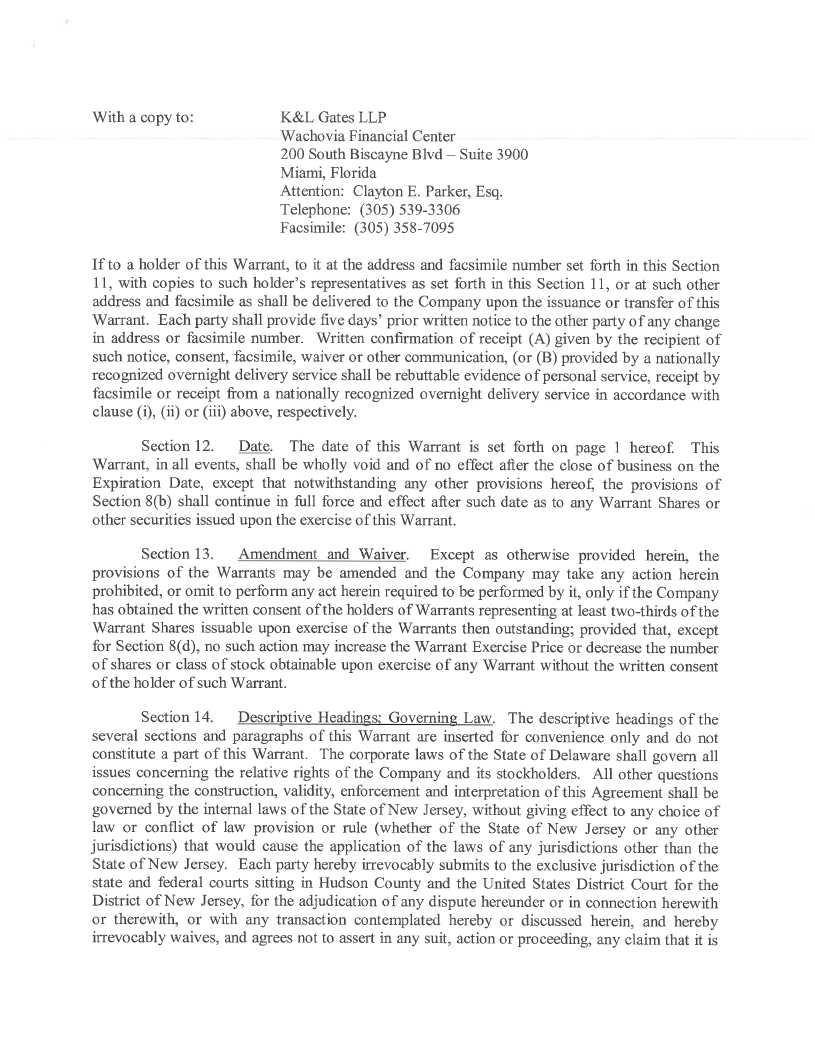 With a copy to: K&L Gates LLP
Wachovia Financial Center
200 South Biscayne Blvd – Suite 3900
Miami, Florida
Attention: Clayton E. Parker, Esq.
Telephone: (305) 539-3306
Facsimile: (305) 358-7095
If to a holder of this Warrant, to it at the address and facsimile number set forth in this Section
11, with copies to such holder's representatives as set forth in this Section 11, or at such other
address and facsimile as shall be delivered to the Company upon the issuance or transfer of this
Warrant. Each party shall provide five days' prior written notice to the other party of any change
in address or facsimile number. Written confirmation of receipt (A) given by the recipient of
such notice, consent, facsimile, waiver or other communication, (or (B) provided by a nationally
recognized overnight delivery service shall be rebuttable evidence of personal service, receipt by
facsimile or receipt from a nationally recognized overnight delivery service in accordance with
clause (i), (ii) or (iii) above, respectively.
Section 12. Date. The date of this Warrant is set forth on page 1 hereof. This
Warrant, in all events, shall be wholly void and of no effect after the close of business on the
Expiration Date, except that notwithstanding any other provisions hereof, the provisions of
Section 8(b) shall continue in full force and effect after such date as to any Warrant Shares or
other securities issued upon the exercise of this Warrant.
Section 13. Amendment and Waiver. Except as otherwise provided herein, the
provisions of the Warrants may be amended and the Company may take any action herein
prohibited, or omit to perform any act herein required to be performed by it, only if the Company
has obtained the written consent of the holders of Warrants representing at least two-thirds of the
Warrant Shares issuable upon exercise of the Warrants then outstanding; provided that, except
for Section 8(d), no such action may increase the Warrant Exercise Price or decrease the number
of shares or class of stock obtainable upon exercise of any Warrant without the written consent
of the holder of such Warrant.
Section 14. Descriptive Headings; Governing Law. The descriptive headings of the
several sections and paragraphs of this Warrant are inserted for convenience only and do not
constitute a part of this Warrant. The corporate laws of the State of Delaware shall govern all
issues concerning the relative rights of the Company and its stockholders. All other questions
concerning the construction, validity, enforcement and interpretation of this Agreement shall be
governed by the internal laws of the State of New Jersey, without giving effect to any choice of
law or conflict of law provision or rule (whether of the State of New Jersey or any other
jurisdictions) that would cause the application of the laws of any jurisdictions other than the
State of New Jersey. Each party hereby irrevocably submits to the exclusive jurisdiction of the
state and federal courts sitting in Hudson County and the United States District Court for the
District of New Jersey, for the adjudication of any dispute hereunder or in connection herewith
or therewith, or with any transaction contemplated hereby or discussed herein, and hereby
irrevocably waives, and agrees not to assert in any suit, action or proceeding, any claim that it is